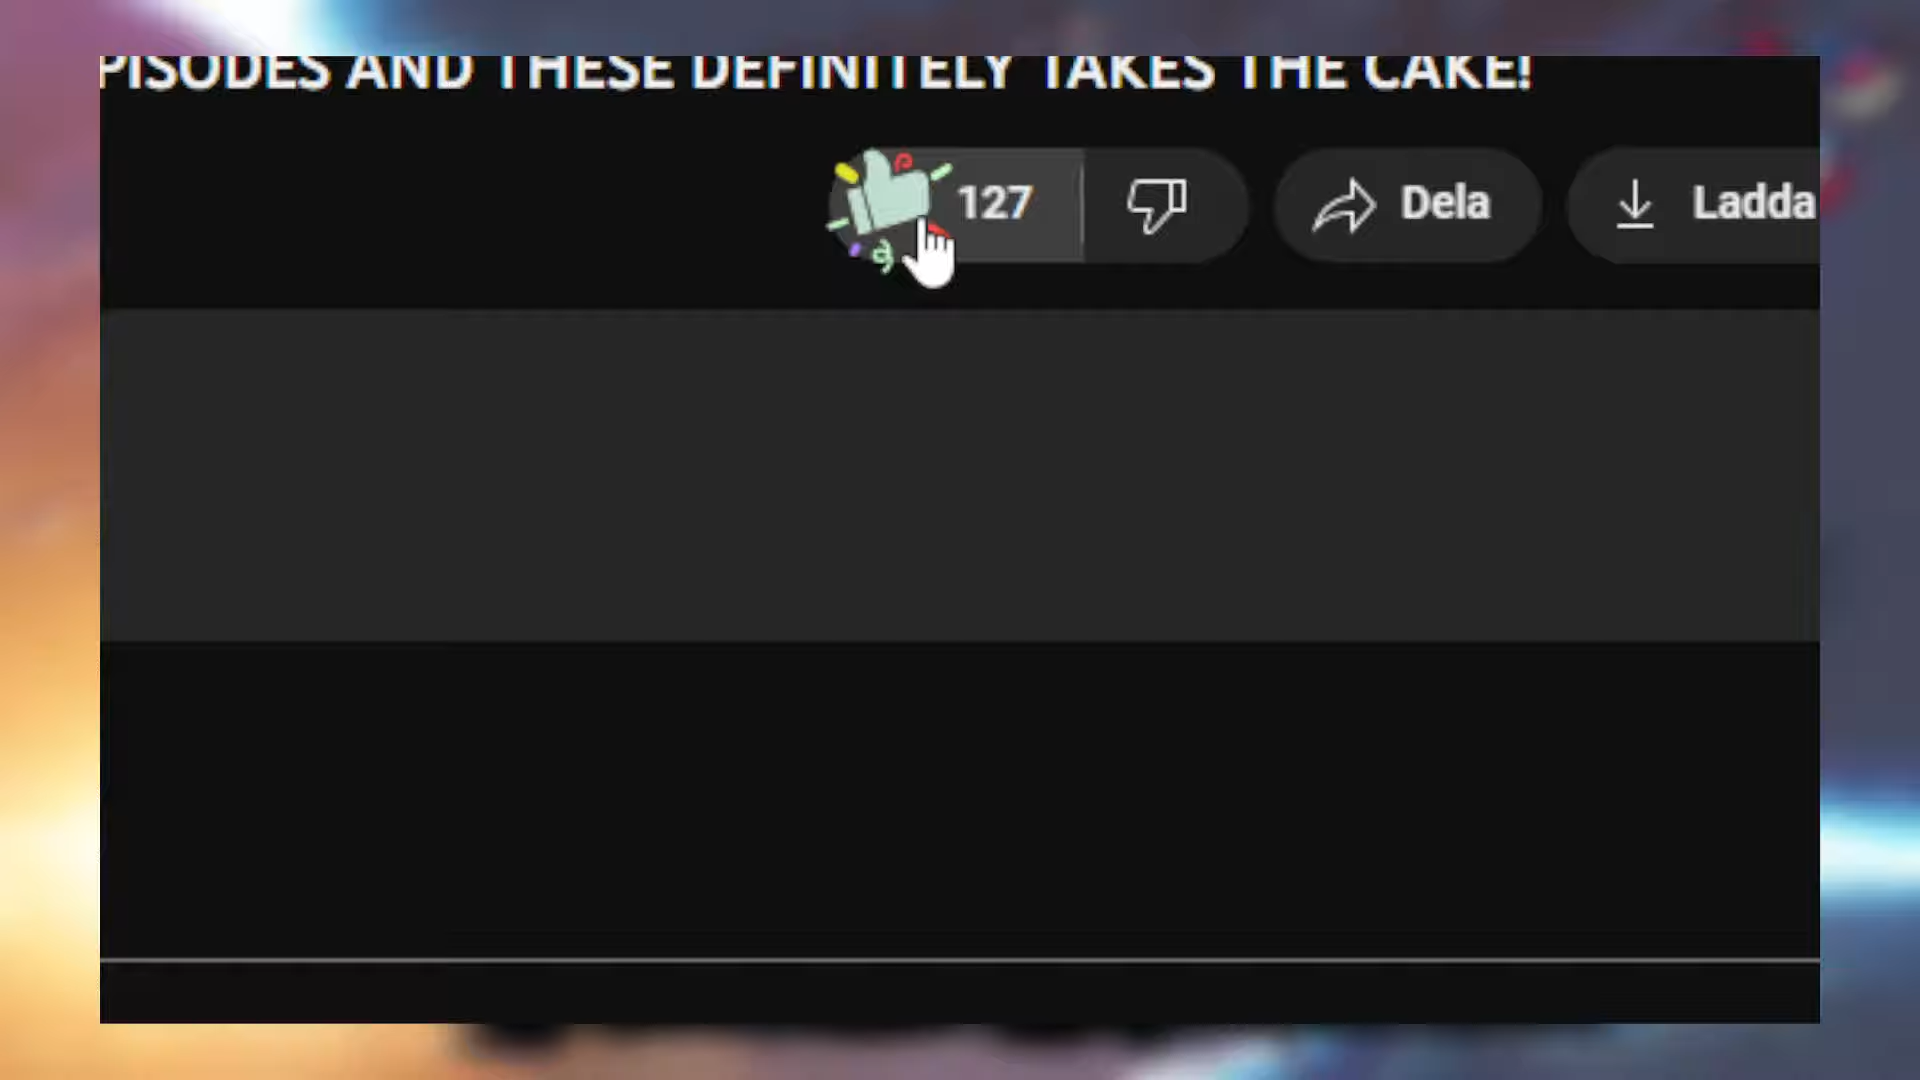 PISODES AND THESE DEFINITELY TAKES THE CAKE!
127
Dela
Ladda